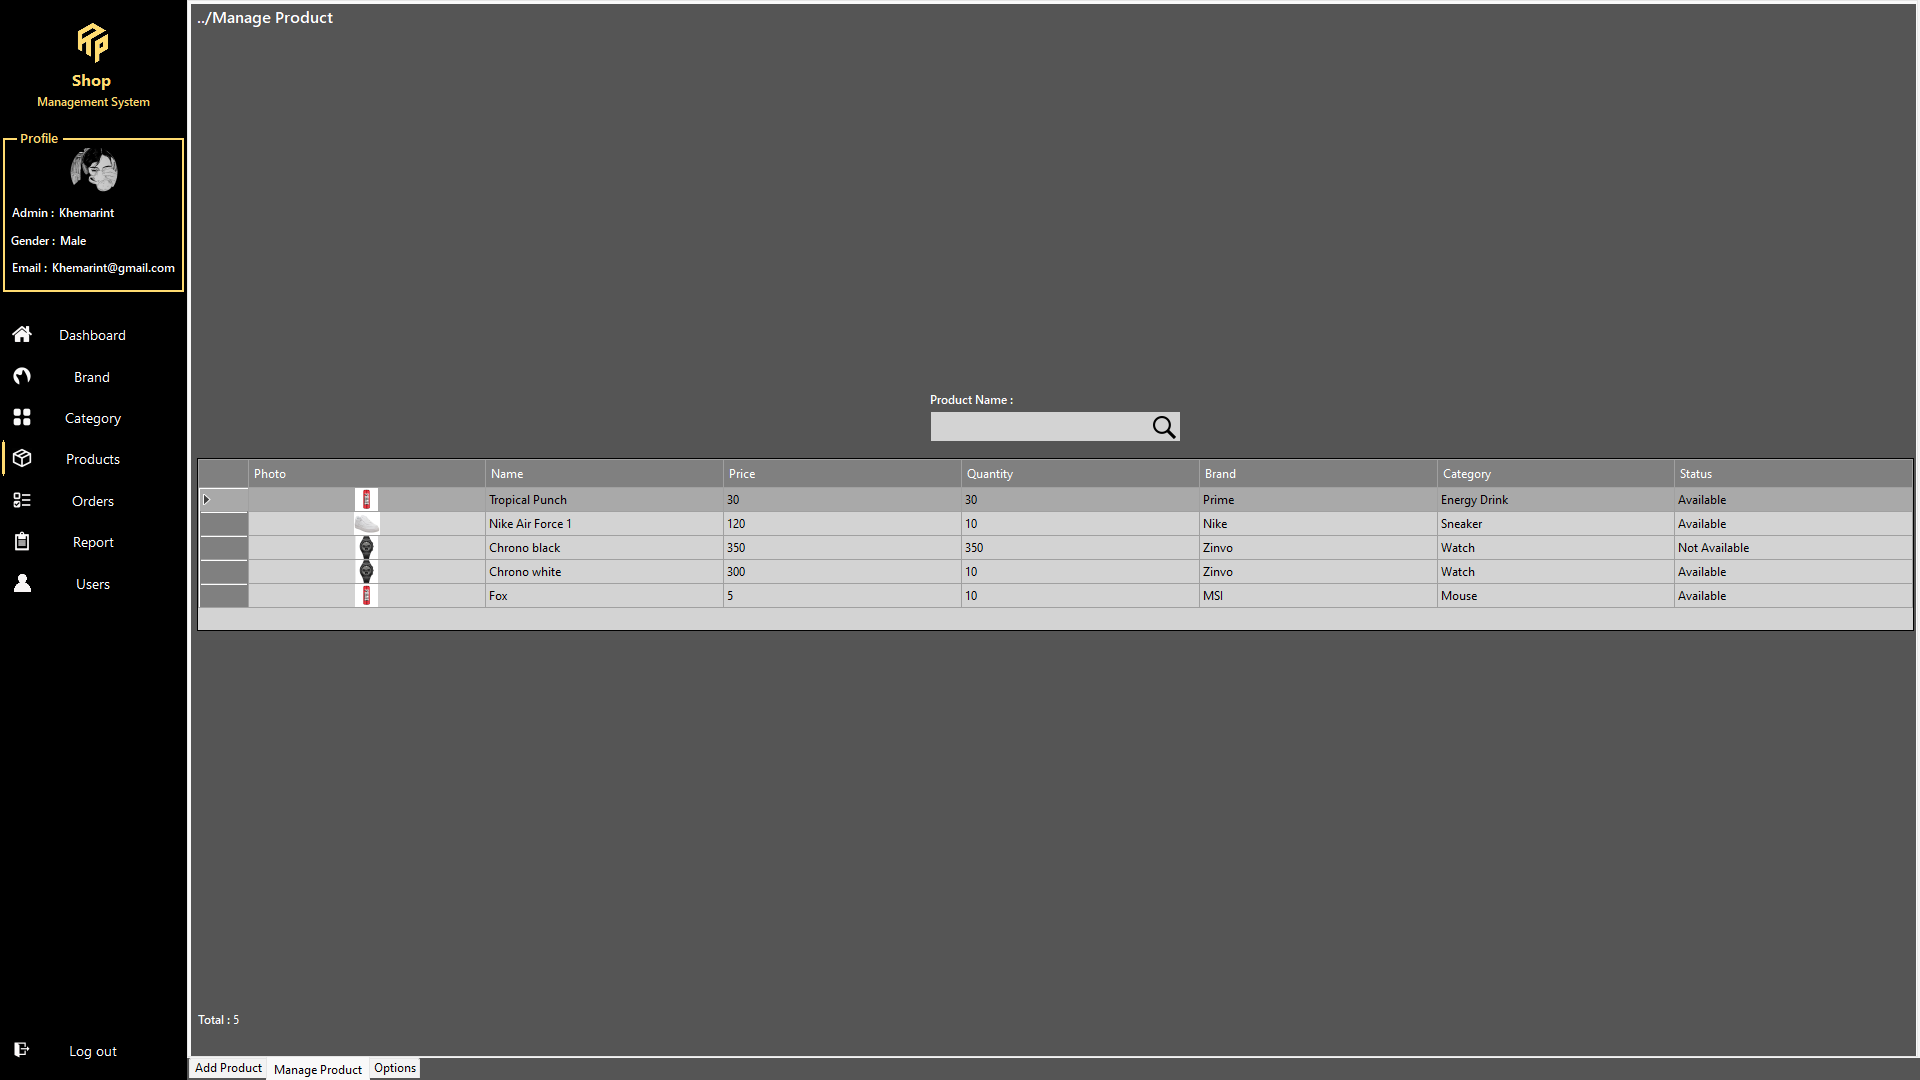 Shop
Management System
Profile
Admin : Khemarint
Gender : Male
Email : Khemarint@gmail.com
Dashboard
Brand
Category
Products
Orders
Report
Users
Log out
../Manage Product
Product Name :
Photo Name Price Quantity Brand Category Status
Tropical Punch 30 30 Prime Energy Drink Available
Nike Air Force 1 120 10 Nike Sneaker Available
Chrono black 350 350 Zinvo Watch Not Available
Chrono white 300 10 Zinvo Watch Available
Fox 5 10 MSI Mouse Available
Total : 5
Add Product Manage Product Options